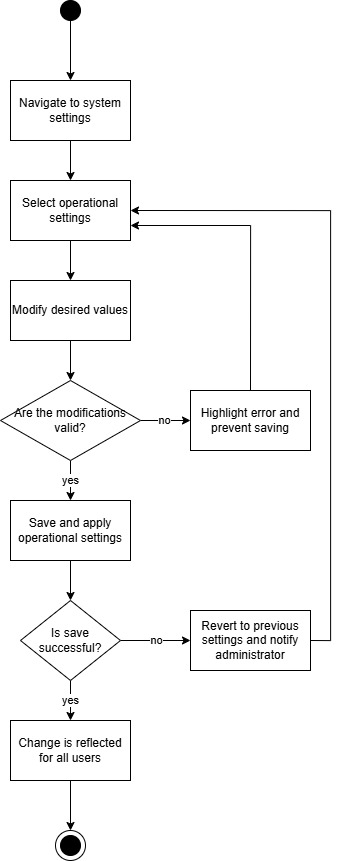 Navigate to system
settings
Select operational
settings
Modify desired values
Are the modifications
valid?
no
Highlight error and
prevent saving
yes
Save and apply
operational settings
Is save
successful?
no
Revert to previous
settings and notify
administrator
yes
Change is reflected
for all users